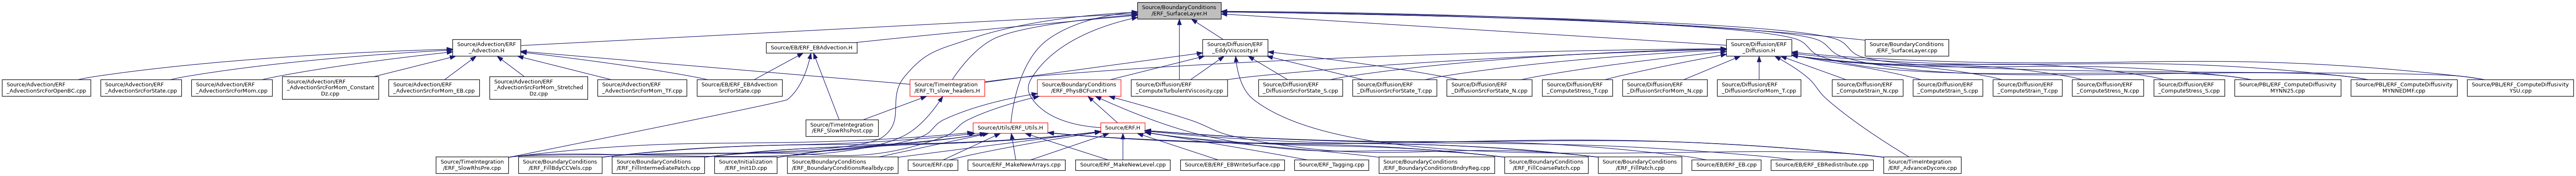 Source/BoundaryConditions
/ERF_SurfaceLayer.H
Source/Advection/ERF
_Advection.H
Source/EB/ERF_EBAdvection.H
Source/Diffusion/ERF
_EddyViscosity.H
Source/Diffusion/ERF
_Diffusion.H
Source/BoundaryConditions
/ERF_SurfaceLayer.cpp
Source/Advection/ERF
_AdvectionSrcForOpenBC.cpp
Source/Advection/ERF
_AdvectionSrcForState.cpp
Source/Advection/ERF
_AdvectionSrcForMom.cpp
Source/Advection/ERF
_AdvectionSrcForMom_Constant
Dz.cpp
Source/Advection/ERF
_AdvectionSrcForMom_EB.cpp
Source/Advection/ERF
_AdvectionSrcForMom_Stretched
Dz.cpp
Source/Advection/ERF
_AdvectionSrcForMom_TF.cpp
Source/EB/ERF_EBAdvection
SrcForState.cpp
Source/TimeIntegration
/ERF_TI_slow_headers.H
Source/BoundaryConditions
/ERF_PhysBCFunct.H
Source/Diffusion/ERF
_ComputeTurbulentViscosity.cpp
Source/Diffusion/ERF
_DiffusionSrcForState_S.cpp
Source/Diffusion/ERF
_DiffusionSrcForState_T.cpp
Source/Diffusion/ERF
_DiffusionSrcForState_N.cpp
Source/Diffusion/ERF
_ComputeStress_T.cpp
Source/Diffusion/ERF
_DiffusionSrcForMom_N.cpp
Source/Diffusion/ERF
_DiffusionSrcForMom_T.cpp
Source/Diffusion/ERF
_ComputeStrain_N.cpp
Source/Diffusion/ERF
_ComputeStrain_S.cpp
Source/Diffusion/ERF
_ComputeStrain_T.cpp
Source/Diffusion/ERF
_ComputeStress_N.cpp
Source/Diffusion/ERF
_ComputeStress_S.cpp
Source/PBL/ERF_ComputeDiffusivity
MYNN25.cpp
Source/PBL/ERF_ComputeDiffusivity
MYNNEDMF.cpp
Source/PBL/ERF_ComputeDiffusivity
YSU.cpp
Source/TimeIntegration
/ERF_SlowRhsPost.cpp
Source/Utils/ERF_Utils.H
Source/ERF.H
Source/TimeIntegration
/ERF_SlowRhsPre.cpp
Source/BoundaryConditions
/ERF_FillBdyCCVels.cpp
Source/BoundaryConditions
/ERF_FillIntermediatePatch.cpp
Source/Initialization
/ERF_Init1D.cpp
Source/BoundaryConditions
/ERF_BoundaryConditionsRealbdy.cpp
Source/ERF.cpp
Source/ERF_MakeNewArrays.cpp
Source/ERF_MakeNewLevel.cpp
Source/EB/ERF_EBWriteSurface.cpp
Source/ERF_Tagging.cpp
Source/BoundaryConditions
/ERF_BoundaryConditionsBndryReg.cpp
Source/BoundaryConditions
/ERF_FillCoarsePatch.cpp
Source/BoundaryConditions
/ERF_FillPatch.cpp
Source/EB/ERF_EB.cpp
Source/EB/ERF_EBRedistribute.cpp
Source/TimeIntegration
/ERF_AdvanceDycore.cpp